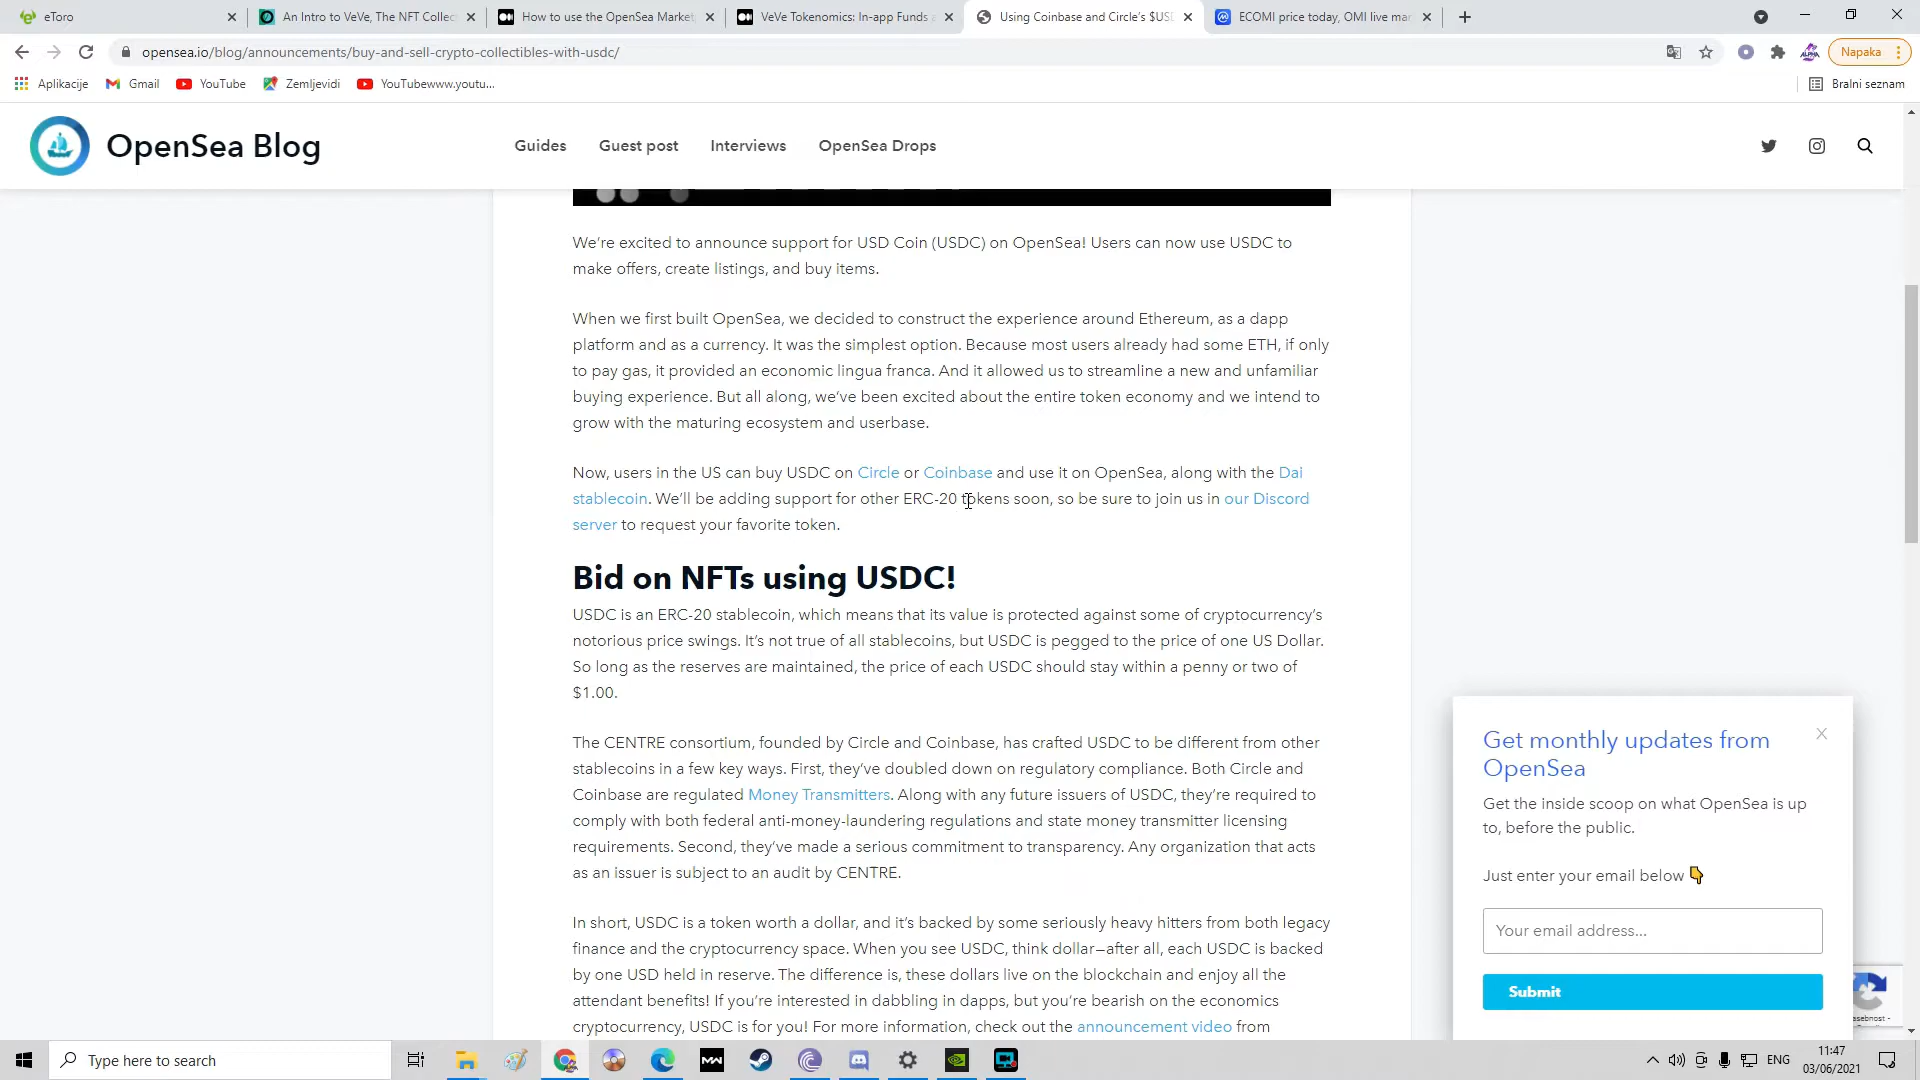 eToro
An Intro to VeVe, The NFT Collec
How to use the OpenSea Market
VeVe Tokenomics: In-app Funds a
Using Coinbase and Circle's $USD
ECOMI price today, OMI live mar
opensea.io/blog/announcements/buy-and-sell-crypto-collectibles-with-usdc/
Napaka
Aplikacije
Gmail
YouTube
Zemljevidi
YouTubewww.youtu...
Bralni seznam
OpenSea Blog
Guides
Guest post
Interviews
OpenSea Drops
We're excited to announce support for USD Coin (USDC) on OpenSea! Users can now use USDC to
make offers, create listings, and buy items.
When we first built OpenSea, we decided to construct the experience around Ethereum, as a dapp
platform and as a currency. It was the simplest option. Because most users already had some ETH, if only
to pay gas, it provided an economic lingua franca. And it allowed us to streamline a new and unfamiliar
buying experience. But all along, we've been excited about the entire token economy and we intend to
grow with the maturing ecosystem and userbase.
Now, users in the US can buy USDC on Circle or Coinbase and use it on OpenSea, along with the Dai
stablecoin. We'll be adding support for other ERC-20 tokens soon, so be sure to join us in our Discord
server to request your favorite token.
Bid on NFTs using USDC!
USDC is an ERC-20 stablecoin, which means that its value is protected against some of cryptocurrency's
notorious price swings. It's not true of all stablecoins, but USDC is pegged to the price of one US Dollar.
So long as the reserves are maintained, the price of each USDC should stay within a penny or two of
$1.00.
The CENTRE consortium, founded by Circle and Coinbase, has crafted USDC to be different from other
stablecoins in a few key ways. First, they've doubled down on regulatory compliance. Both Circle and
Coinbase are regulated Money Transmitters. Along with any future issuers of USDC, they're required to
comply with both federal anti-money-laundering regulations and state money transmitter licensing
requirements. Second, they've made a serious commitment to transparency. Any organization that acts
as an issuer is subject to an audit by CENTRE.
In short, USDC is a token worth a dollar, and it's backed by some seriously heavy hitters from both legacy
finance and the cryptocurrency space. When you see USDC, think dollar—after all, each USDC is backed
by one USD held in reserve. The difference is, these dollars live on the blockchain and enjoy all the
attendant benefits! If you're interested in dabbling in dapps, but you're bearish on the economics
cryptocurrency, USDC is for you! For more information, check out the announcement video from
Get monthly updates from
OpenSea
Get the inside scoop on what OpenSea is up
to, before the public.
Just enter your email below
Your email address...
Submit
Type here to search
ENG
11:47
03/06/2021